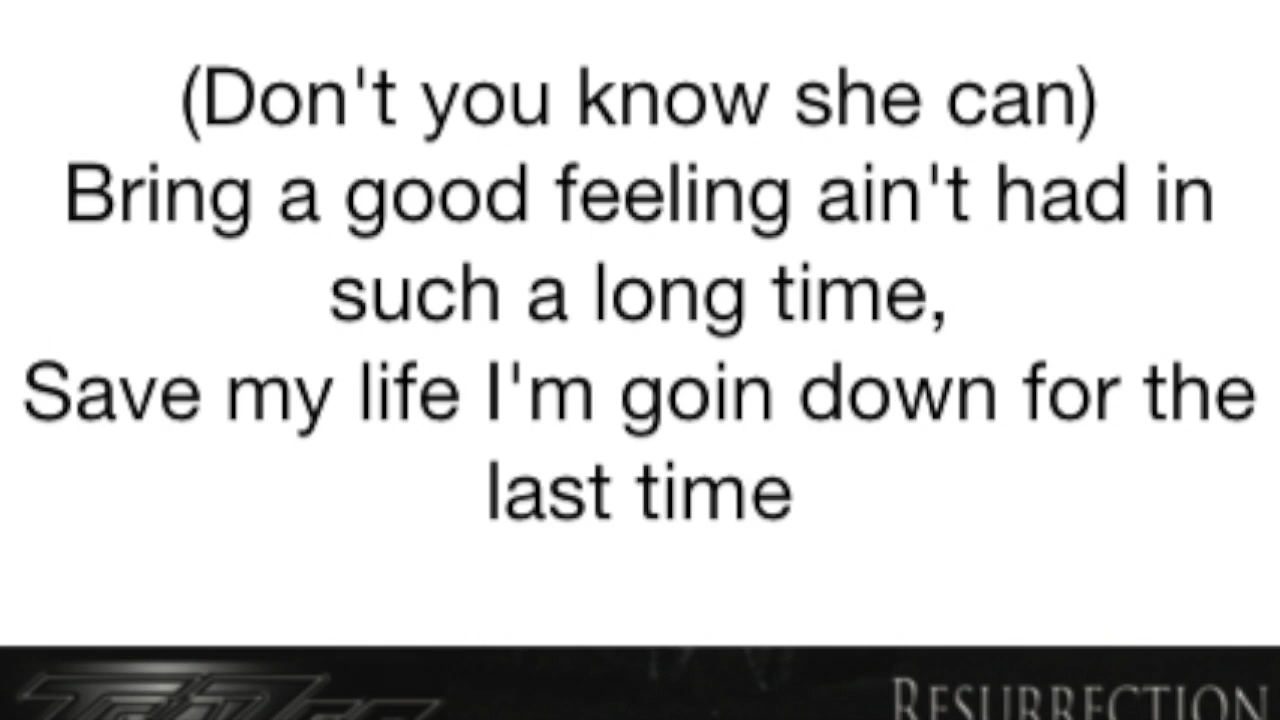 (Don't you know she can)
Bring a good feeling ain't had in
such a long time,
Save my life I'm goin down for the
last time
RESURRECTION